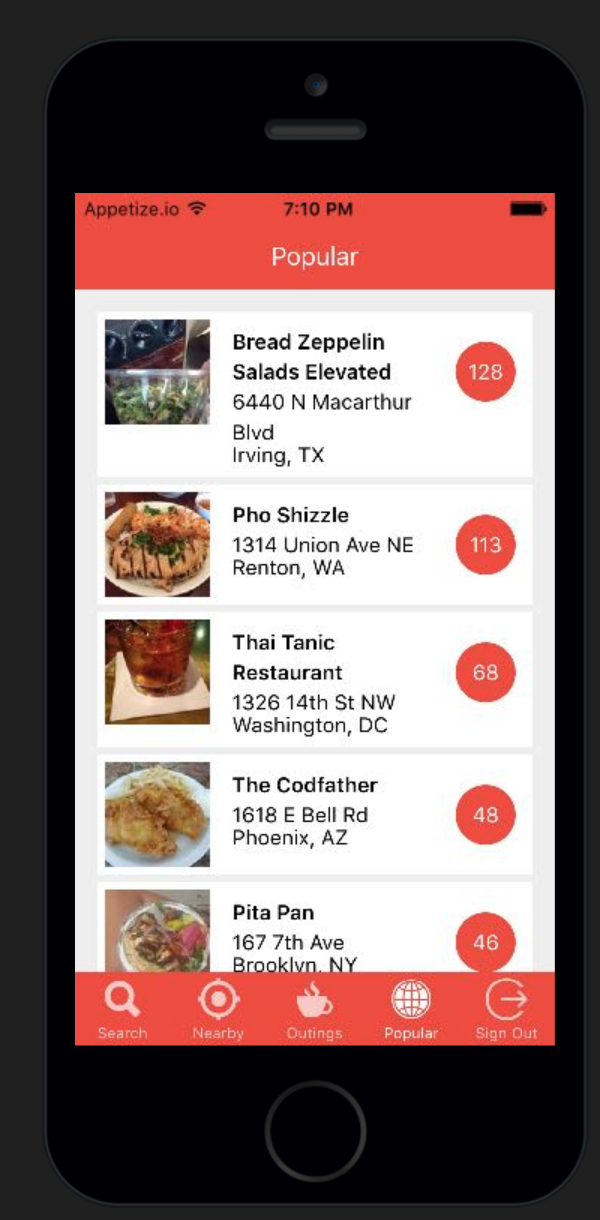 Appetize.io 7:10 PM
Popular
Bread Zeppelin
Salads Elevated
128
6440 N Macarthur
Blvd
Irving, TX
Pho Shizzle
1314 Union Ave NE
113
Renton, WA
Thai Tanic
Restaurant
68
1326 14th St NW
Washington, DC
The Codfather
1618 E Bell Rd
48
Phoenix, AZ
Pita Pan
167 7th Ave
46
Brooklyn, NY
Search Nearby Outings Popular Sign Out